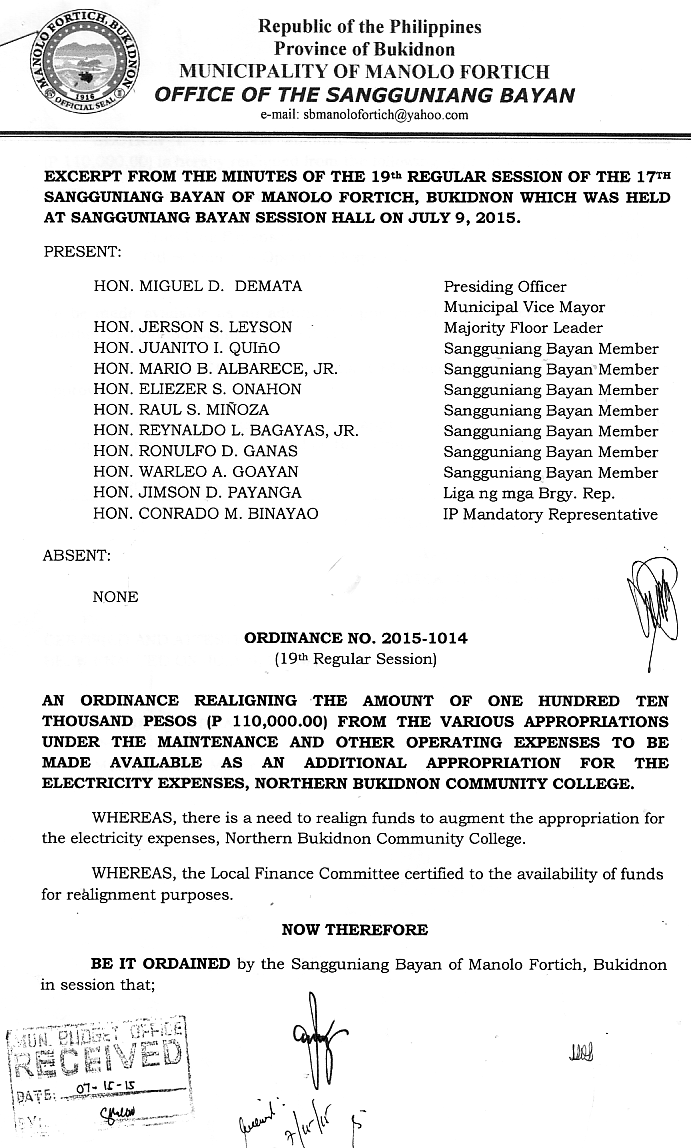 MANOLO FORTICH, BUKIDNON
1914
OFFICIAL SEAL
Republic of the Philippines
Province of Bukidnon
MUNICIPALITY OF MANOLO FORTICH
OFFICE OF THE SANGGUNIANG BAYAN
e-mail: sbmanolofortich@yahoo.com
EXCERPT FROM THE MINUTES OF THE 19th REGULAR SESSION OF THE 17TH
SANGGUNIANG BAYAN OF MANOLO FORTICH, BUKIDNON WHICH WAS HELD
AT SANGGUNIANG BAYAN SESSION HALL ON JULY 9, 2015.
PRESENT:
HON. MIGUEL D. DEMATA Presiding Officer
Municipal Vice Mayor
HON. JERSON S. LEYSON Majority Floor Leader
HON. JUANITO I. QUIñO Sangguniang Bayan Member
HON. MARIO B. ALBARECE, JR. Sangguniang Bayan Member
HON. ELIEZER S. ONAHON Sangguniang Bayan Member
HON. RAUL S. MIÑOZA Sangguniang Bayan Member
HON. REYNALDO L. BAGAYAS, JR. Sangguniang Bayan Member
HON. RONULFO D. GANAS Sangguniang Bayan Member
HON. WARLEO A. GOAYAN Sangguniang Bayan Member
HON. JIMSON D. PAYANGA Liga ng mga Brgy. Rep.
HON. CONRADO M. BINAYAO IP Mandatory Representative
ABSENT:
NONE
ORDINANCE NO. 2015-1014
(19th Regular Session)
AN ORDINANCE REALIGNING THE AMOUNT OF ONE HUNDRED TEN
THOUSAND PESOS (P 110,000.00) FROM THE VARIOUS APPROPRIATIONS
UNDER THE MAINTENANCE AND OTHER OPERATING EXPENSES TO BE
MADE AVAILABLE AS AN ADDITIONAL APPROPRIATION FOR THE
ELECTRICITY EXPENSES, NORTHERN BUKIDNON COMMUNITY COLLEGE.
WHEREAS, there is a need to realign funds to augment the appropriation for
the electricity expenses, Northern Bukidnon Community College.
WHEREAS, the Local Finance Committee certified to the availability of funds
for realignment purposes.
NOW THEREFORE
BE IT ORDAINED by the Sangguniang Bayan of Manolo Fortich, Bukidnon
in session that;
MUN. BUDGET OFFICE
RECEIVED
DATE: 07-15-15
BY:
7/15/15